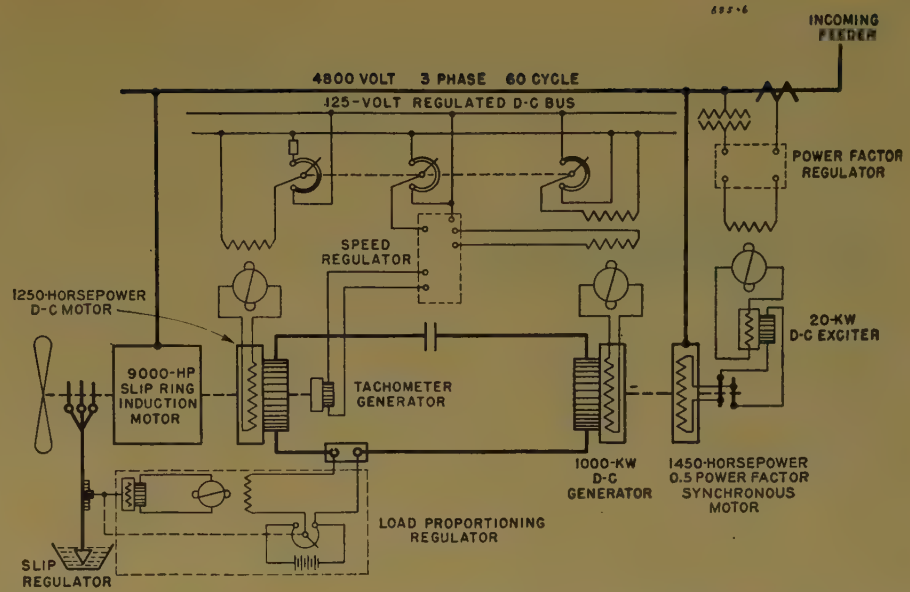 INCOMING
FEEDER
4800 VOLT 3 PHASE 60 CYCLE
125-VOLT REGULATED D-C BUS
POWER FACTOR
REGULATOR
SPEED
REGULATOR
1250-HORSEPOWER
D-C MOTOR
20-KW
D-C EXCITER
9000-HP
SLIP RING
INDUCTION
MOTOR
TACHOMETER
GENERATOR
1000-KW
D-C
GENERATOR
1450-HORSEPOWER
0.5 POWER FACTOR
SYNCHRONOUS
MOTOR
LOAD PROPORTIONING
REGULATOR
SLIP
REGULATOR